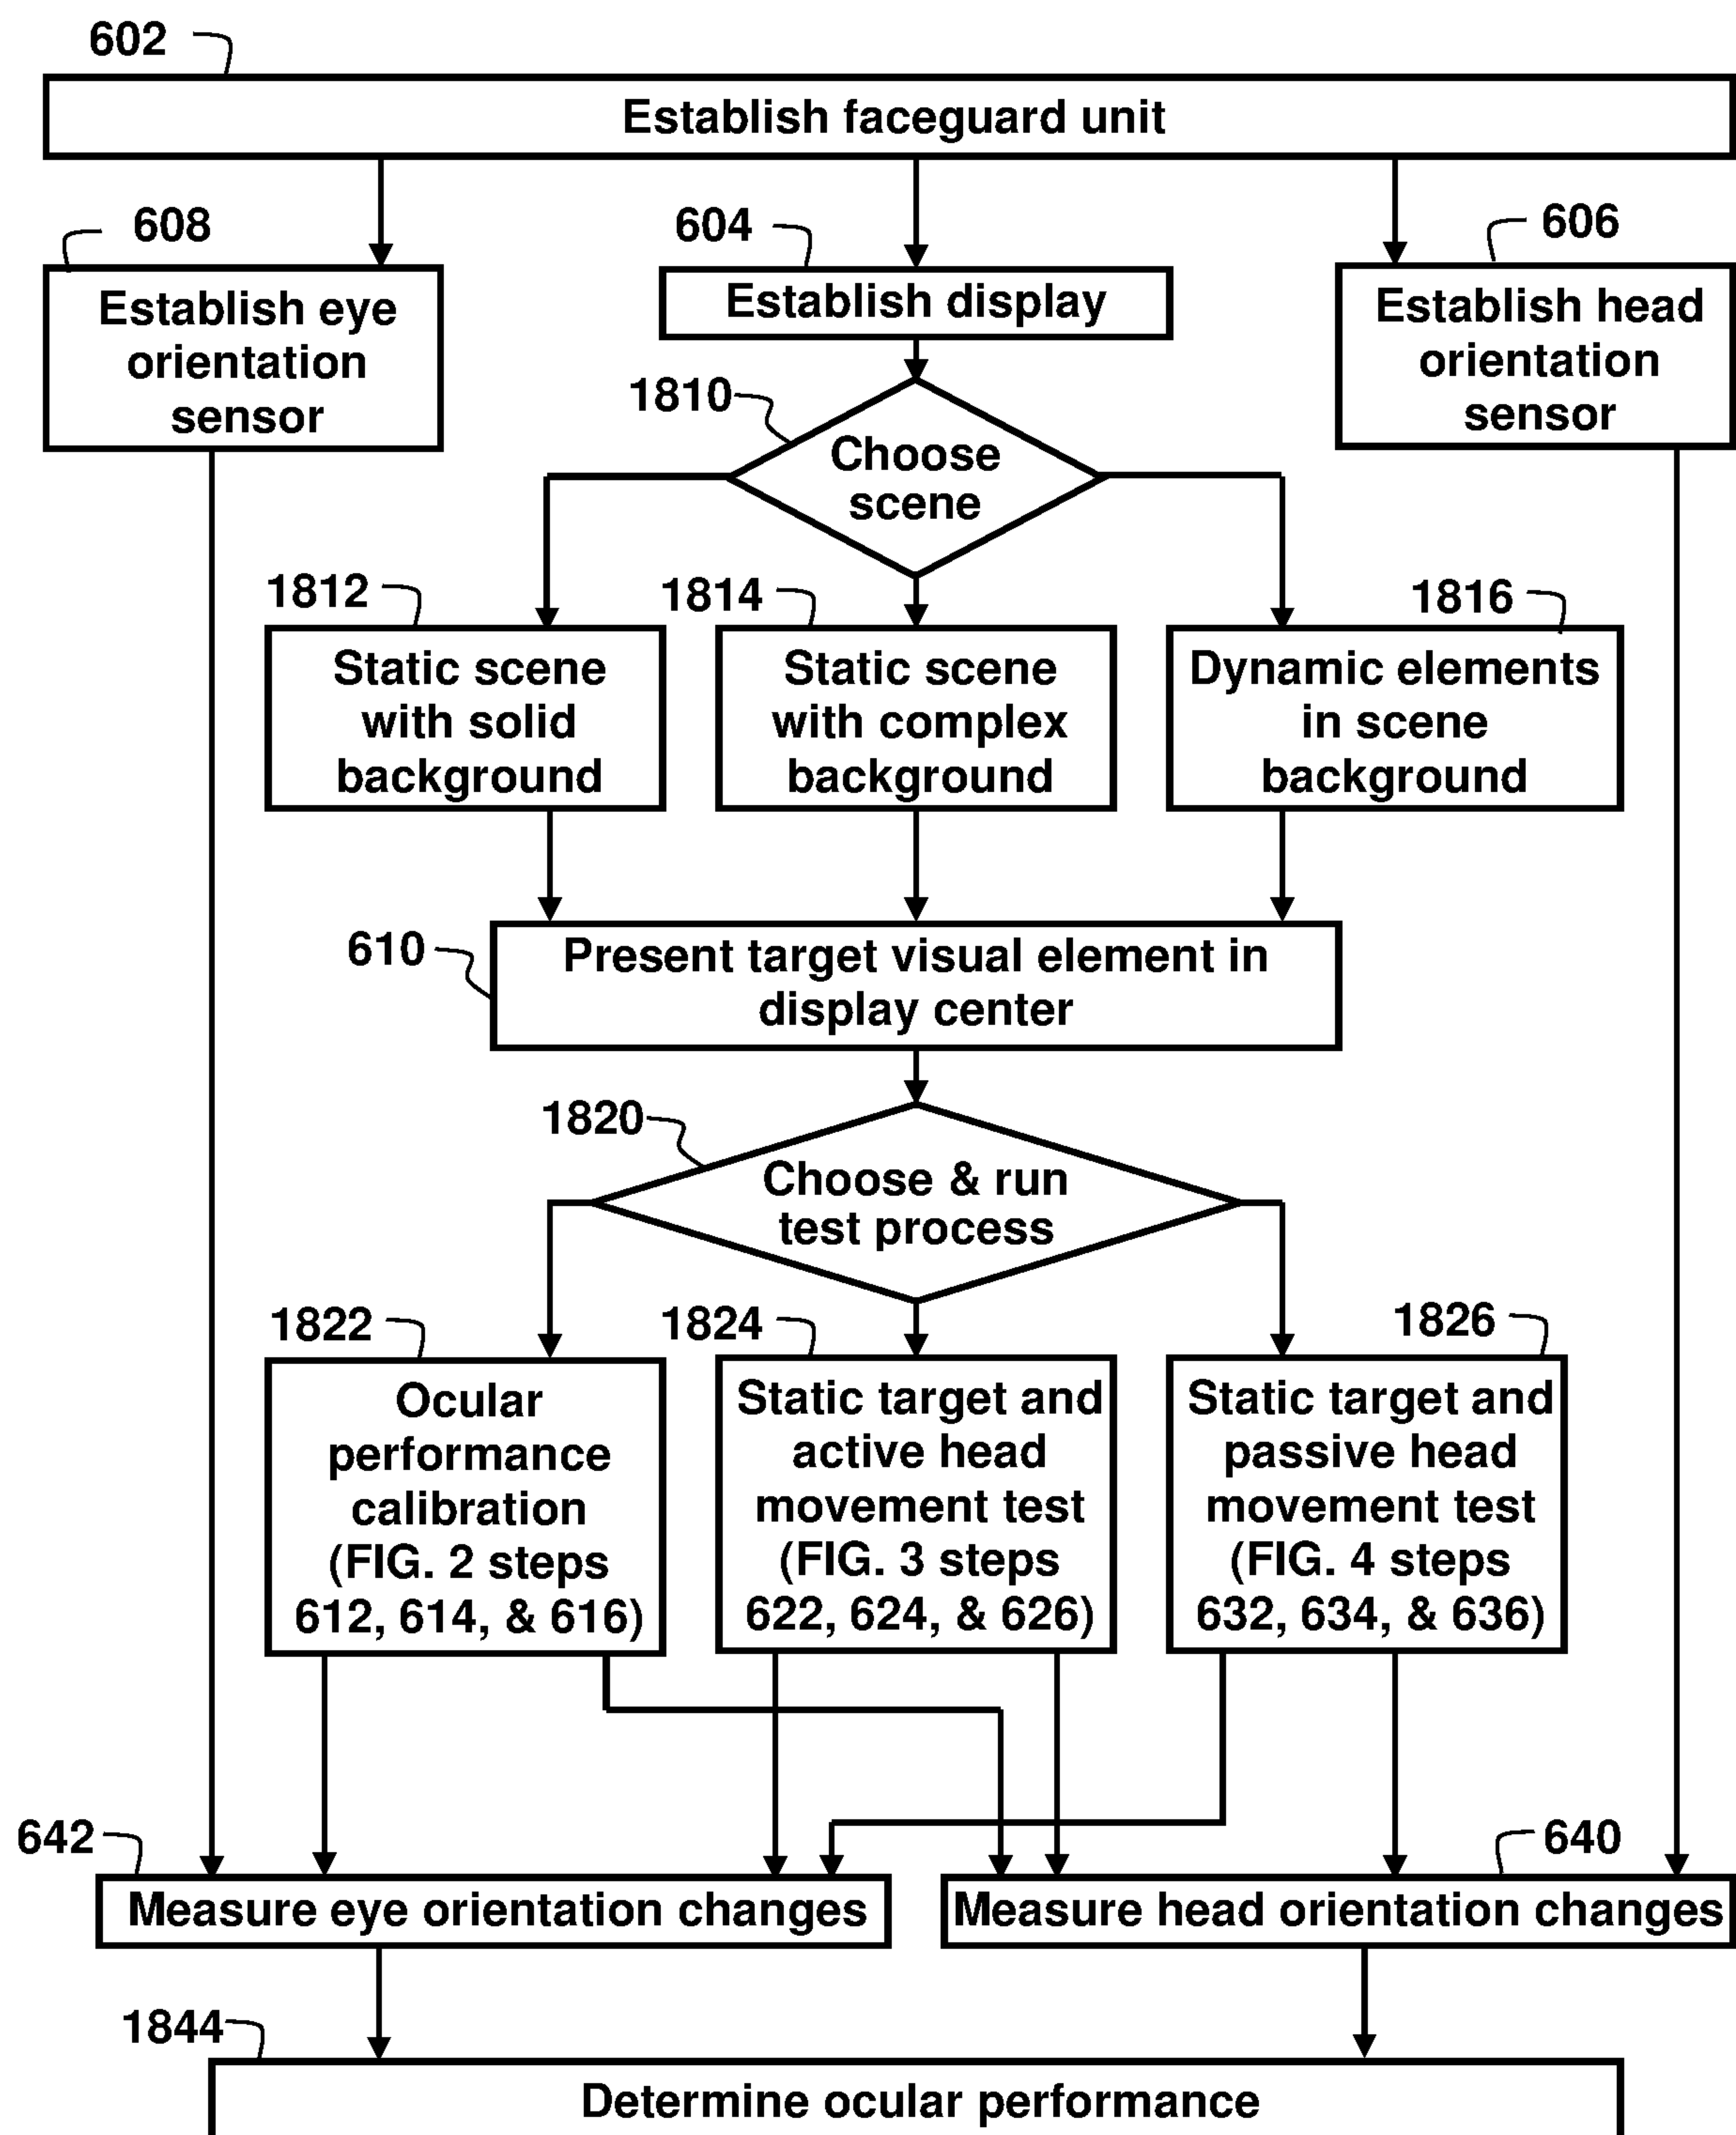 602
Establish faceguard unit
608
604
606
Establish eye
orientation
sensor
Establish display
Establish head
orientation
sensor
1810
Choose
scene
1812
1814
1816
Static scene
with solid
background
Static scene
with complex
background
Dynamic elements
in scene
background
610
Present target visual element in
display center
1820
Choose & run
test process
1822
1824
1826
Ocular
performance
calibration
(FIG. 2 steps
612, 614, & 616)
Static target and
active head
movement test
(FIG. 3 steps
622, 624, & 626)
Static target and
passive head
movement test
(FIG. 4 steps
632, 634, & 636)
642
640
Measure eye orientation changes
Measure head orientation changes
1844
Determine ocular performance